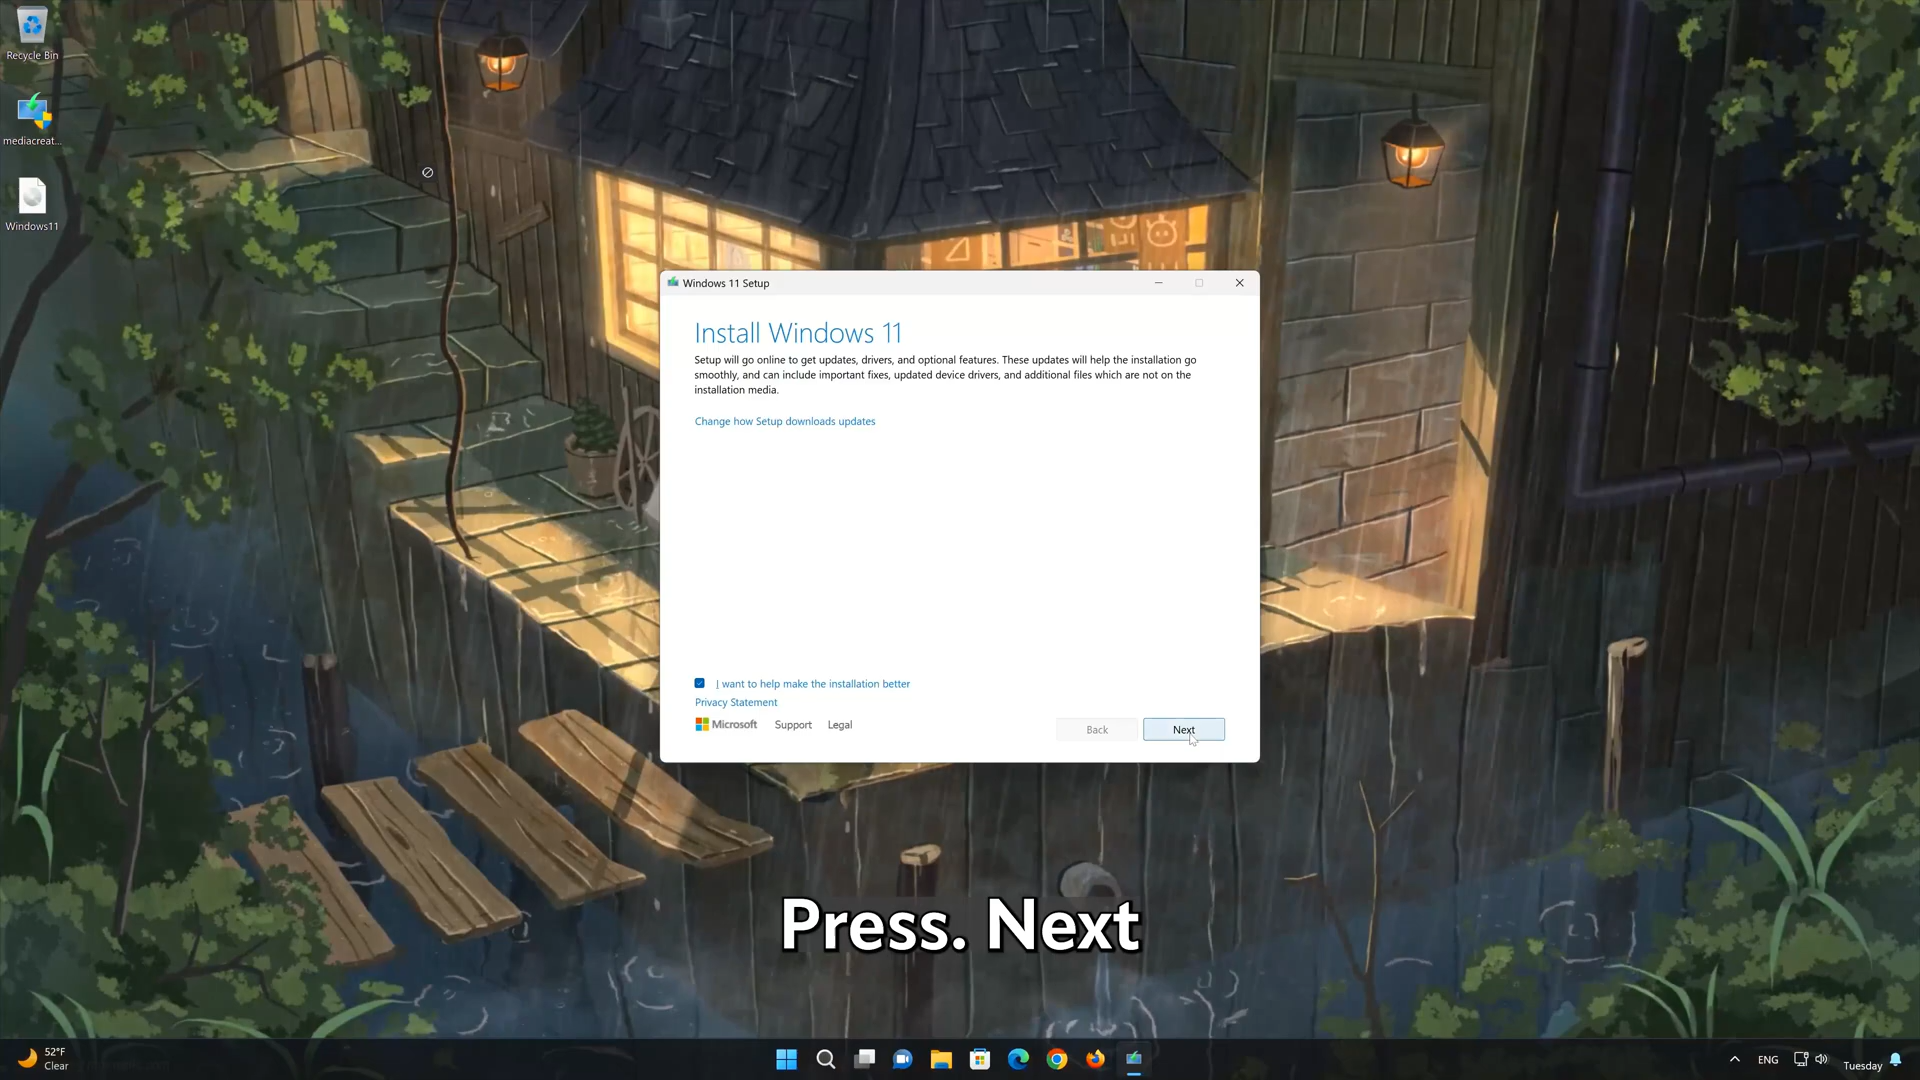 Recycle Bin
mediacreat...
Windows11
Windows 11 Setup
Install Windows 11
Setup will go online to get updates, drivers, and optional features. These updates will help the installation go
smoothly, and can include important fixes, updated device drivers, and additional files which are not on the
installation media.
Change how Setup downloads updates
I want to help make the installation better
Privacy Statement
Microsoft Support Legal
Back Next
Press. Next
52°F
Clear
ENG
Tuesday